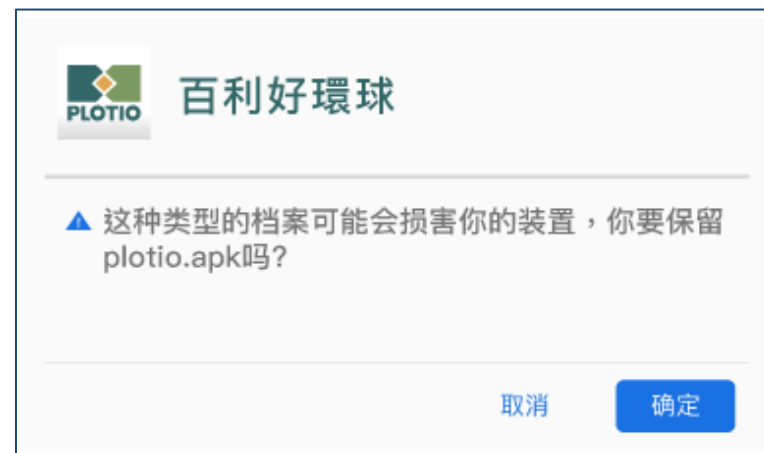 PLOTIO
百利好環球
这种类型的档案可能会损害你的装置，你要保留
plotio.apk吗?
取消
确定